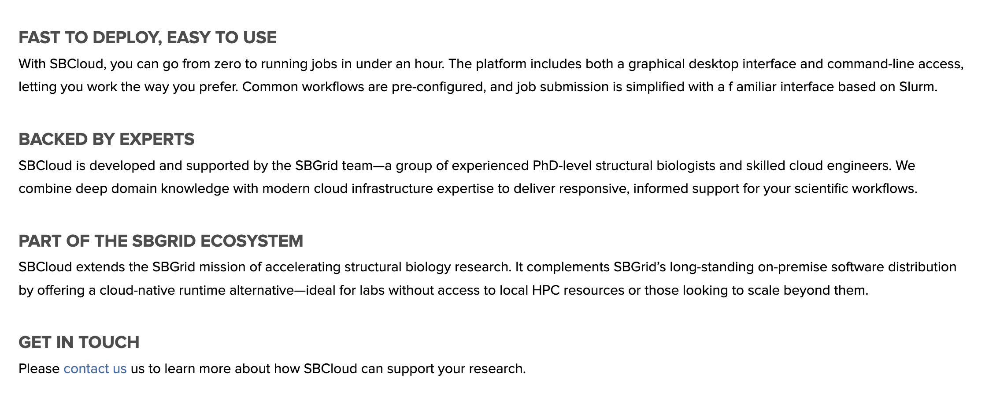 FAST TO DEPLOY, EASY TO USE
With SBCloud, you can go from zero to running jobs in under an hour. The platform includes both a graphical desktop interface and command-line access,
letting you work the way you prefer. Common workflows are pre-configured, and job submission is simplified with a f amiliar interface based on Slurm.
BACKED BY EXPERTS
SBCloud is developed and supported by the SBGrid team—a group of experienced PhD-level structural biologists and skilled cloud engineers. We
combine deep domain knowledge with modern cloud infrastructure expertise to deliver responsive, informed support for your scientific workflows.
PART OF THE SBGRID ECOSYSTEM
SBCloud extends the SBGrid mission of accelerating structural biology research. It complements SBGrid’s long-standing on-premise software distribution
by offering a cloud-native runtime alternative—ideal for labs without access to local HPC resources or those looking to scale beyond them.
GET IN TOUCH
Please contact us us to learn more about how SBCloud can support your research.